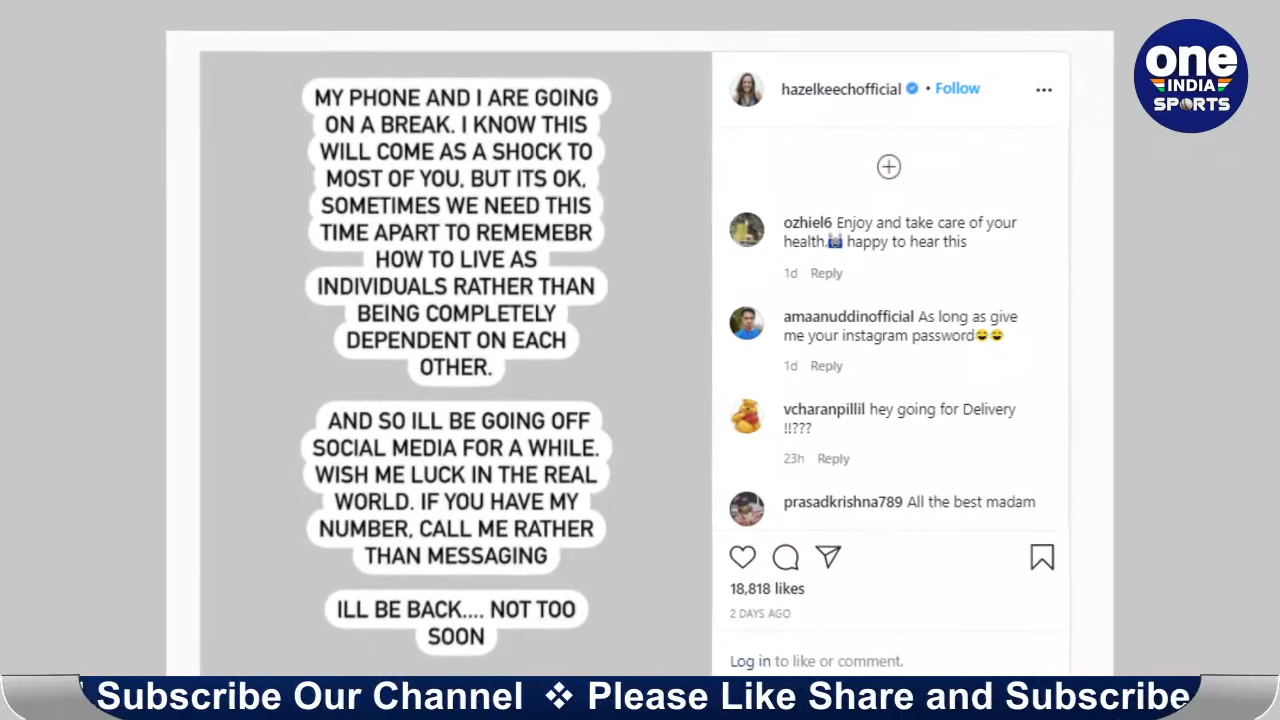 MY PHONE AND I ARE GOING
ON A BREAK. I KNOW THIS
WILL COME AS A SHOCK TO
MOST OF YOU, BUT ITS OK,
SOMETIMES WE NEED THIS
TIME APART TO REMEMEBR
HOW TO LIVE AS
INDIVIDUALS RATHER THAN
BEING COMPLETELY
DEPENDENT ON EACH
OTHER.
AND SO ILL BE GOING OFF
SOCIAL MEDIA FOR A WHILE.
WISH ME LUCK IN THE REAL
WORLD. IF YOU HAVE MY
NUMBER, CALL ME RATHER
THAN MESSAGING
ILL BE BACK.... NOT TOO
SOON
hazelkeechofficial • Follow
ozhiel6 Enjoy and take care of your
health.🙌 happy to hear this
1d Reply
amaanuddinofficial As long as give
me your instagram password😂😂
1d Reply
vcharanpillil hey going for Delivery
!!???
23h Reply
prasadkrishna789 All the best madam
18,818 likes
2 DAYS AGO
Log in to like or comment.
one
INDIA
SPORTS
Subscribe Our Channel ❖ Please Like Share and Subscribe